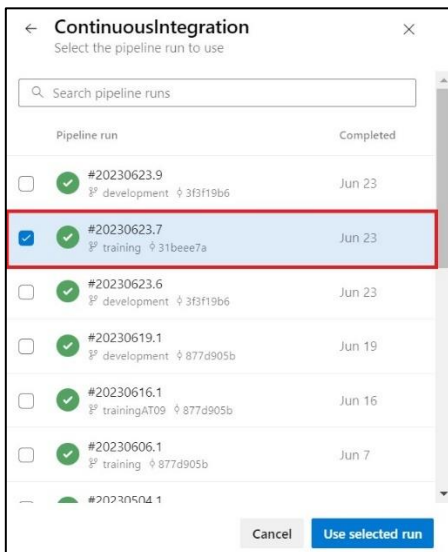 ContinuousIntegration
Select the pipeline run to use
Search pipeline runs
Pipeline run Completed
#20230623.9
development 3f3f19b6
Jun 23
#20230623.7
training 31beee7a
Jun 23
#20230623.6
development 3f3f19b6
Jun 23
#20230619.1
development 877d905b
Jun 19
#20230616.1
trainingAT09 877d905b
Jun 16
#20230606.1
training 877d905b
Jun 7
#20230504.1
Cancel Use selected run